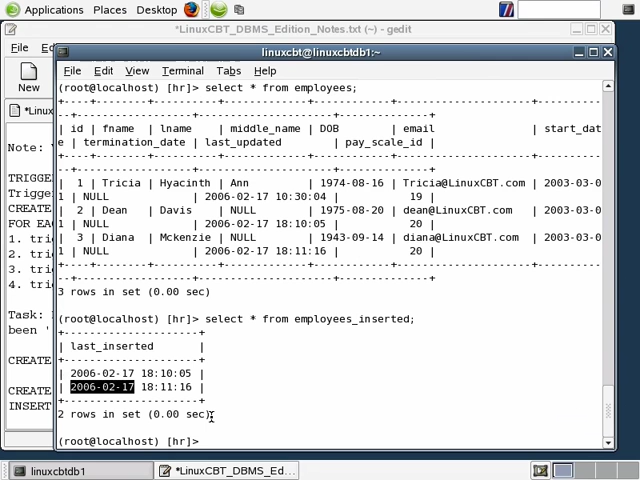 Applications Places Desktop
*LinuxCBT_DBMS_Edition_Notes.txt (~) - gedit
File Ed
New
*Linux
Note:
TRIGGE
Trigge
CREATE
FOR EA
1. tri
2. tri
3. tri
4. tri
Task:
been '
CREATE
CREATE
INSERT
linuxcbt@linuxcbtdb1:~
File Edit View Terminal Tabs Help
(root@localhost) [hr]> select * from employees;
+----+--------+----------+-------------+------------+--------------------+----------
--+------------------+---------------------+--------------+
| id | fname | lname | middle_name | DOB | email | start_dat
e | termination_date | last_updated | pay_scale_id |
+----+--------+----------+-------------+------------+--------------------+----------
--+------------------+---------------------+--------------+
| 1 | Tricia | Hyacinth | Ann | 1974-08-16 | Tricia@LinuxCBT.com | 2003-03-0
1 | NULL | 2006-02-17 10:30:04 | 19 |
| 2 | Dean | Davis | NULL | 1975-08-20 | dean@LinuxCBT.com | 2003-03-0
1 | NULL | 2006-02-17 18:10:05 | 20 |
| 3 | Diana | Mckenzie | NULL | 1943-09-14 | diana@LinuxCBT.com | 2003-03-0
1 | NULL | 2006-02-17 18:11:16 | 20 |
+----+--------+----------+-------------+------------+--------------------+----------
--+------------------+---------------------+--------------+
3 rows in set (0.00 sec)
(root@localhost) [hr]> select * from employees_inserted;
+---------------------+
| last_inserted |
+---------------------+
| 2006-02-17 18:10:05 |
| 2006-02-17 18:11:16 |
+---------------------+
2 rows in set (0.00 sec)
(root@localhost) [hr]>
linuxcbtdb1
*LinuxCBT_DBMS_Ed...